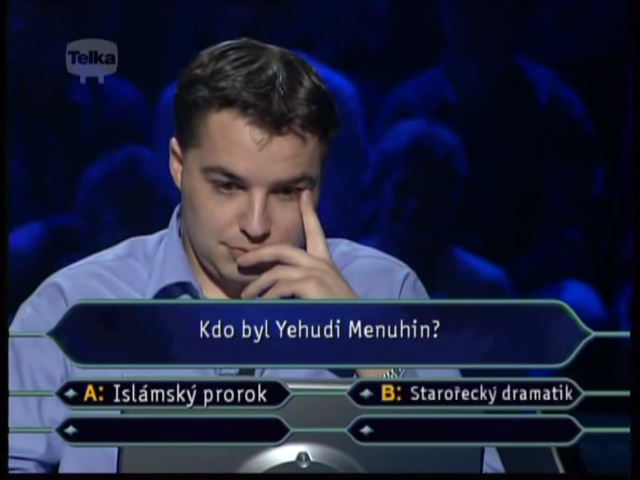 Telka
Kdo byl Yehudi Menuhin?
A: Islámský prorok
B: Starořecký dramatik